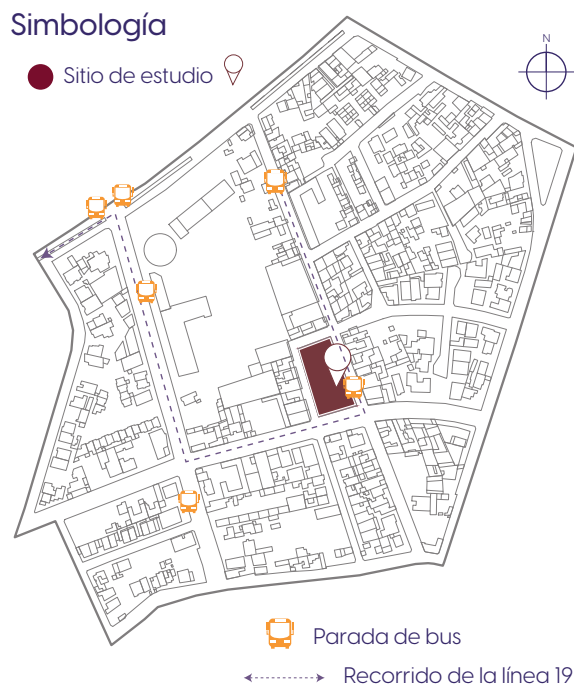 Simbología
Sitio de estudio
N
Parada de bus
Recorrido de la línea 19